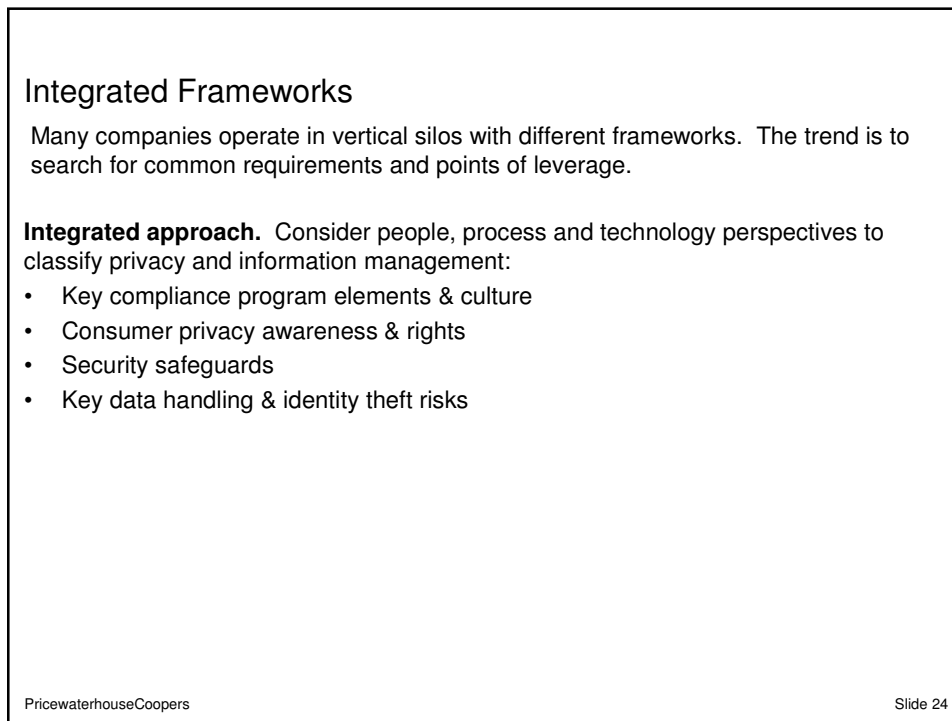 Integrated Frameworks
Many companies operate in vertical silos with different frameworks.  The trend is to
search for common requirements and points of leverage.
Integrated approach.  Consider people, process and technology perspectives to
classify privacy and information management:
• Key compliance program elements & culture
• Consumer privacy awareness & rights
• Security safeguards
• Key data handling & identity theft risks
PricewaterhouseCoopers Slide 24